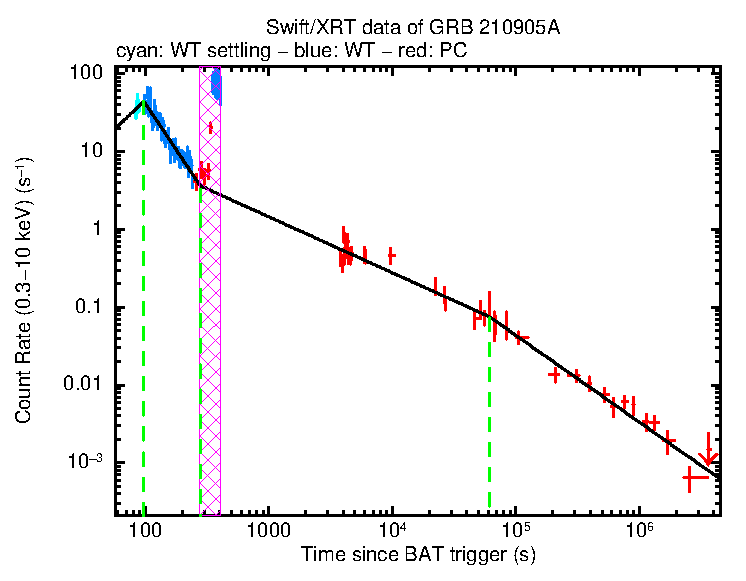 Swift/XRT data of GRB 210905A
cyan: WT settling − blue: WT − red: PC
Count Rate (0.3−10 keV) (s⁻¹)
100
10
1
0.1
0.01
10⁻³
100
1000
10⁴
10⁵
10⁶
Time since BAT trigger (s)